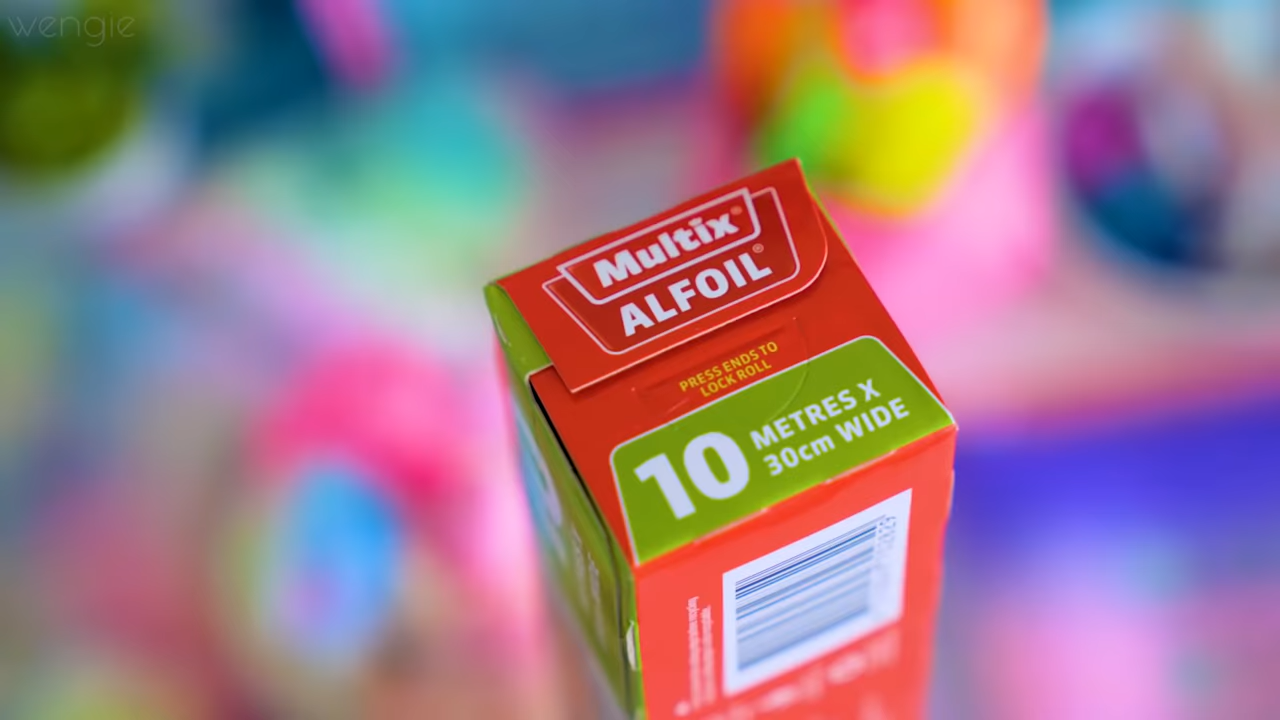 wengie
Multix®
ALFOIL®
PRESS ENDS TO
LOCK ROLL
10 METRES X
30cm WIDE